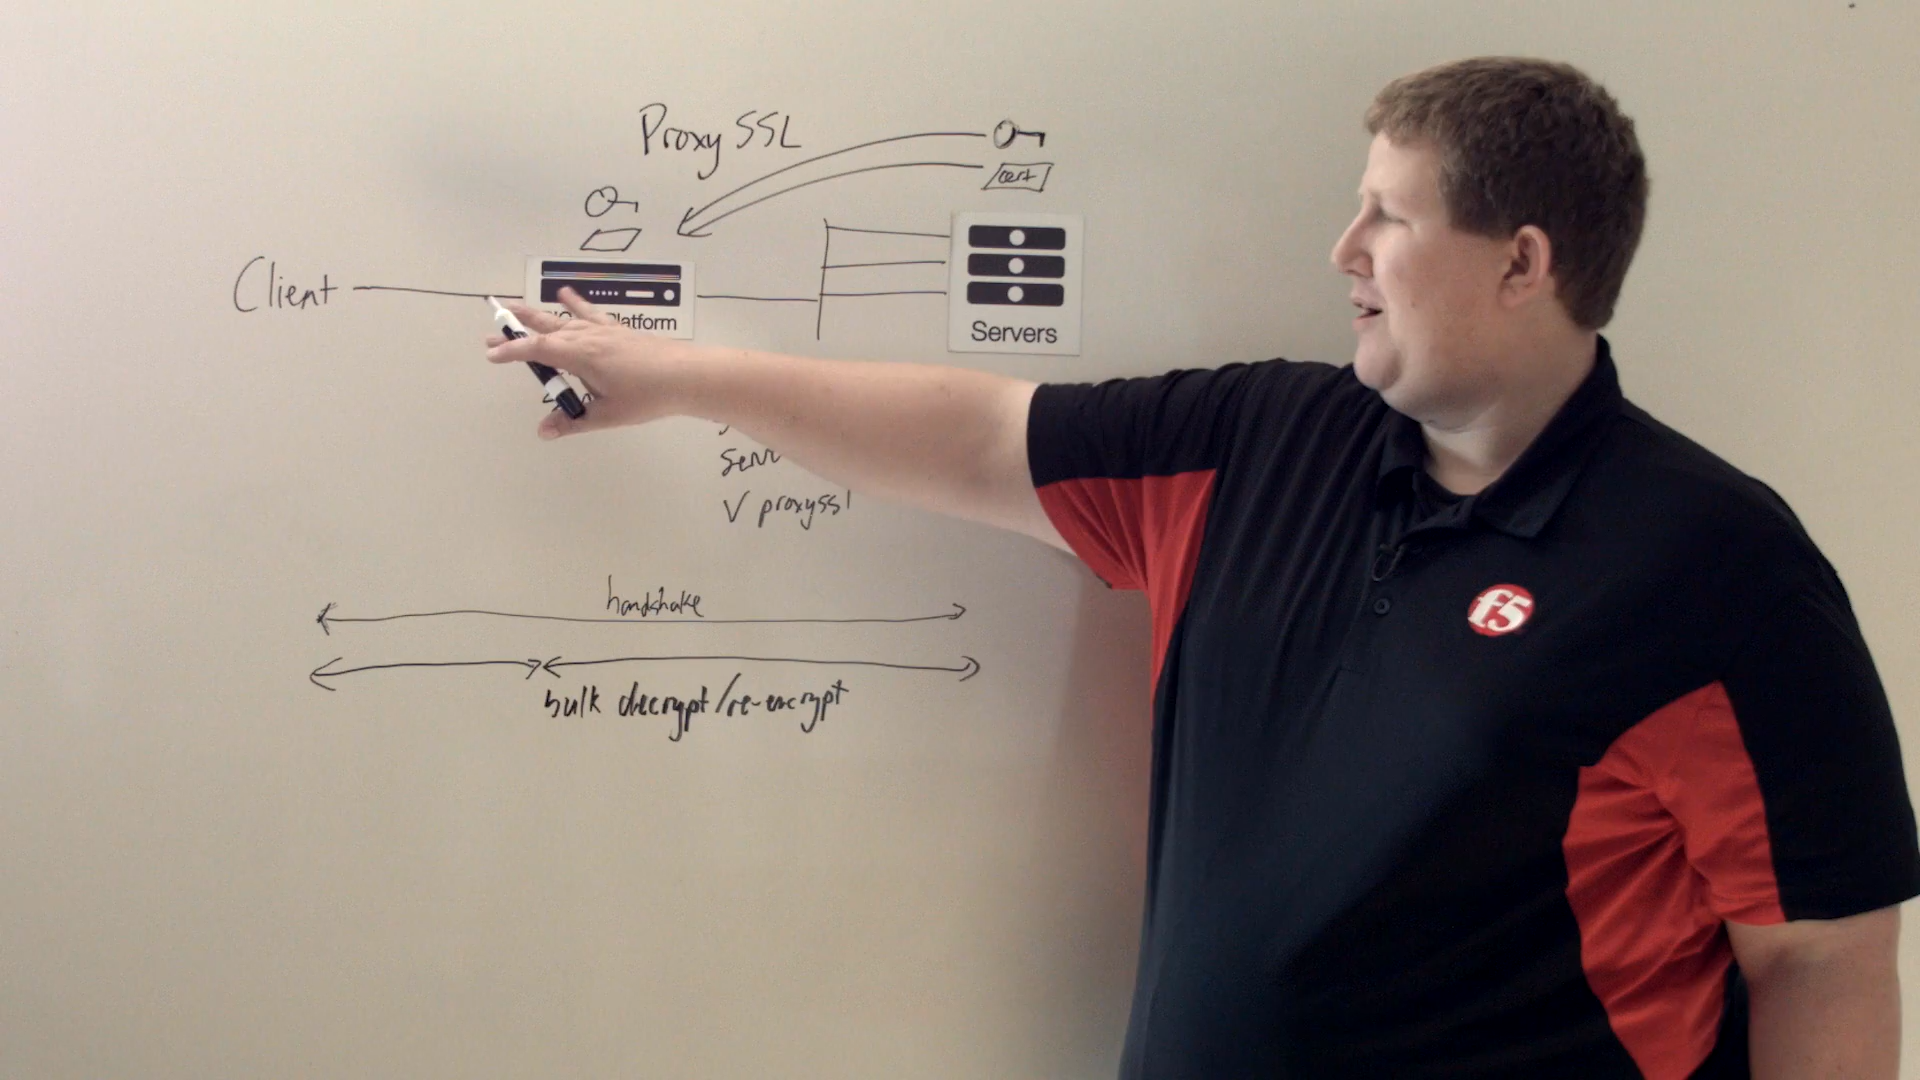 Proxy SSL
cert
Client
Platform
Servers
V proxyssl
handshake
bulk decrypt/re-encrypt
f5